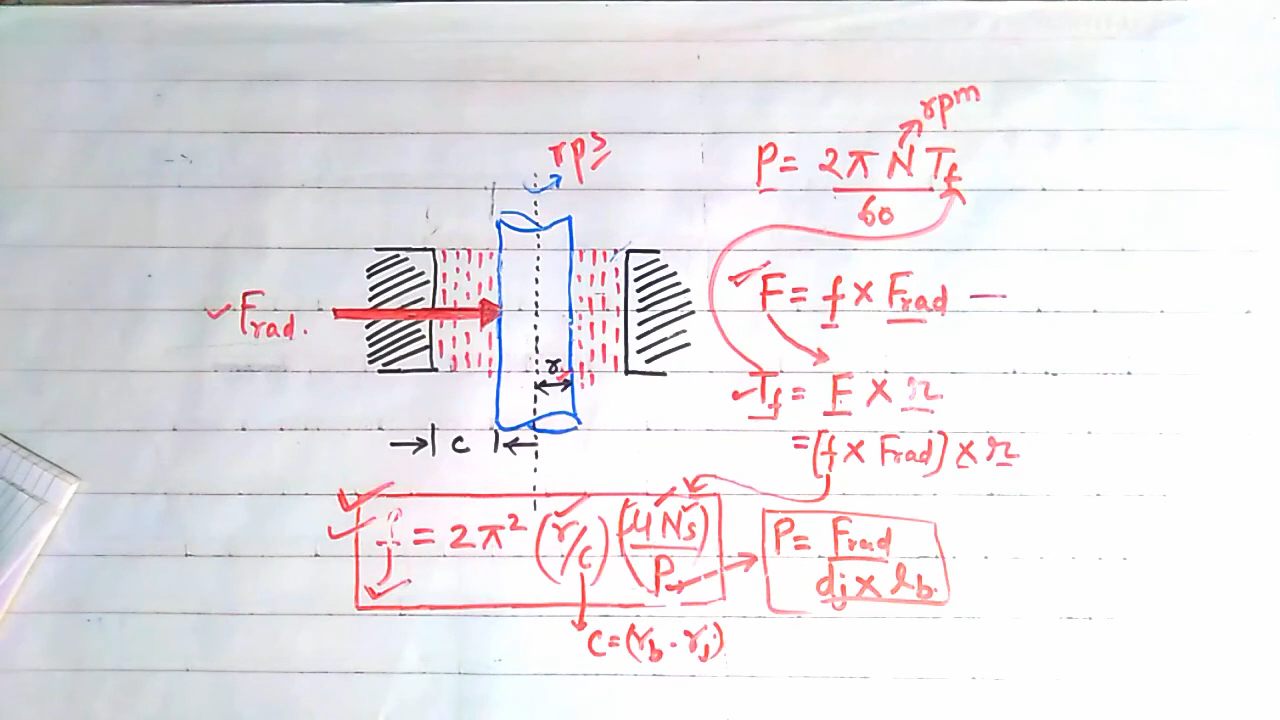 rpm
rps
P = 2π N T_f / 60
F_rad.
F = f × F_rad —
r
T_f = F × r
= (f × F_rad) × r
c
f = 2π² (r/c) (μ N_s / P)
P = F_rad / d_j × l_b.
c = (r_b - r_j)